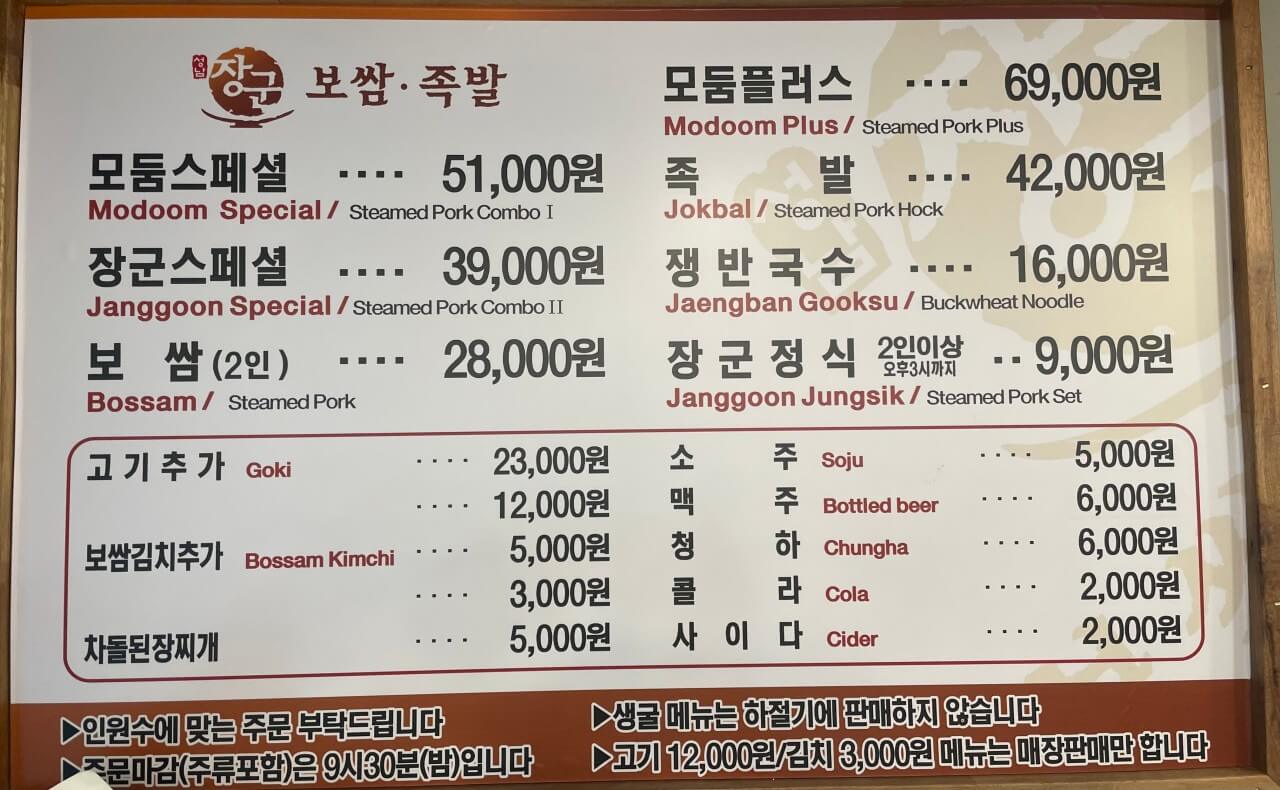 성남 장군 보쌈·족발
모둠스페셜 ···· 51,000원
Modoom Special / Steamed Pork Combo I
장군스페셜 ···· 39,000원
Janggoon Special / Steamed Pork Combo II
보 쌈 (2인) ···· 28,000원
Bossam / Steamed Pork
모둠플러스 ···· 69,000원
Modoom Plus / Steamed Pork Plus
족 발 ···· 42,000원
Jokbal / Steamed Pork Hock
쟁반국수 ···· 16,000원
Jaengban Gooksu / Buckwheat Noodle
장군정식 2인이상 오후3시까지 ·· 9,000원
Janggoon Jungsik / Steamed Pork Set
고기추가 Goki ···· 23,000원
···· 12,000원
보쌈김치추가 Bossam Kimchi ···· 5,000원
···· 3,000원
차돌된장찌개 ···· 5,000원
소 주 Soju ···· 5,000원
맥 주 Bottled beer ···· 6,000원
청 하 Chungha ···· 6,000원
콜 라 Cola ···· 2,000원
사 이 다 Cider ···· 2,000원
▶인원수에 맞는 주문 부탁드립니다
▶주문마감(주류포함)은 9시30분(밤)입니다
▶생굴 메뉴는 하절기에 판매하지 않습니다
▶고기 12,000원/김치 3,000원 메뉴는 매장판매만 합니다